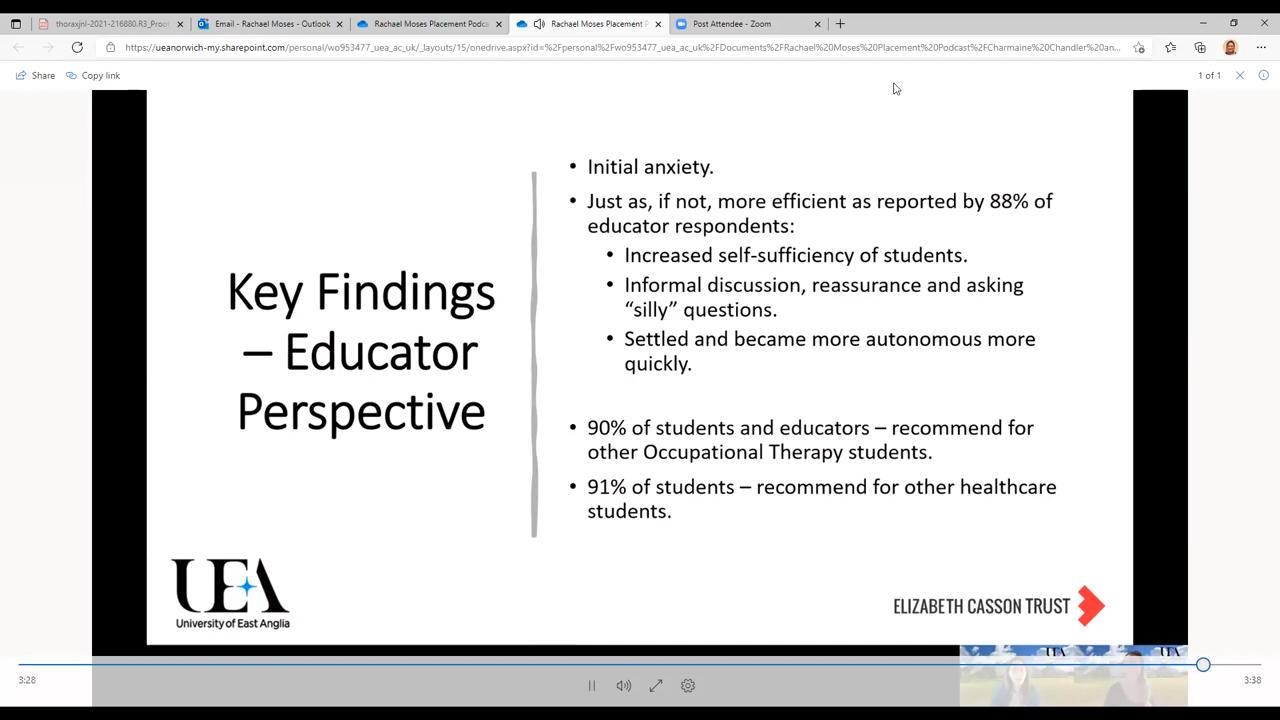 thoraxjnl-2021-216880.R3_Proo
Email - Rachael Moses - Outlook
Rachael Moses Placement Podca
Rachael Moses Placement P
Post Attendee - Zoom
https://ueanorwich-my.sharepoint.com/personal/wo953477_uea_ac_uk/_layouts/15/onedrive.aspx?id=%2Fpersonal%2Fwo953477_uea_ac_uk%2FDocuments%2FRachael%20Moses%20Placement%20Podcast%2FCharmaine%20Chandler%20an...
Share
Copy link
1 of 1
Key Findings
– Educator
Perspective
• Initial anxiety.
• Just as, if not, more efficient as reported by 88% of
educator respondents:
• Increased self-sufficiency of students.
• Informal discussion, reassurance and asking
“silly” questions.
• Settled and became more autonomous more
quickly.
• 90% of students and educators – recommend for
other Occupational Therapy students.
• 91% of students – recommend for other healthcare
students.
UEA
University of East Anglia
ELIZABETH CASSON TRUST
UEA
UEA
3:28
3:38